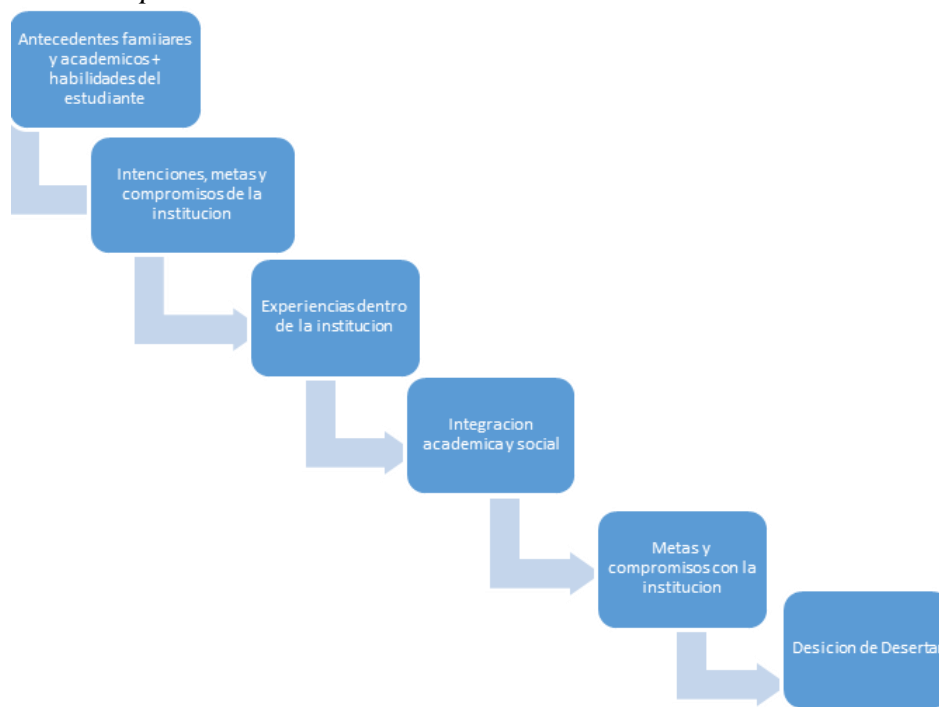 Antecedentes familiares
y academicos +
habilidades del
estudiante
Intenciones, metas y
compromisos de la
institucion
Experiencias dentro
de la institucion
Integracion
academica y social
Metas y
compromisos con la
institucion
Desicion de Desertar